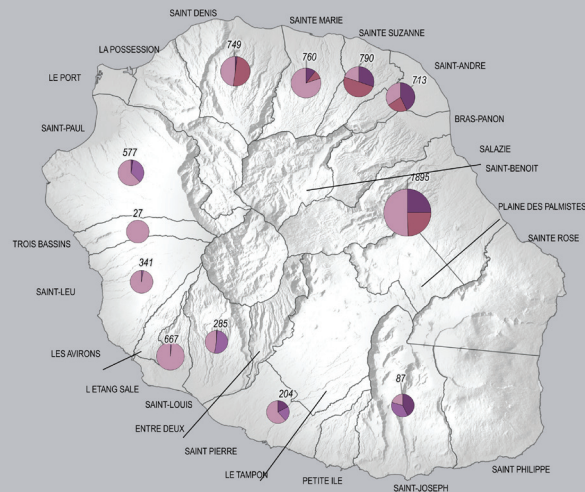 SAINT DENIS
SAINTE MARIE
SAINTE SUZANNE
LA POSSESSION
749
760
790
SAINT-ANDRE
LE PORT
713
BRAS-PANON
SAINT-PAUL
SALAZIE
SAINT-BENOIT
577
1895
PLAINE DES PALMISTES
27
TROIS BASSINS
SAINTE ROSE
341
SAINT-LEU
285
667
LES AVIRONS
87
L ETANG SALE
204
SAINT-LOUIS
ENTRE DEUX
SAINT PIERRE
LE TAMPON
PETITE ILE
SAINT-JOSEPH
SAINT PHILIPPE